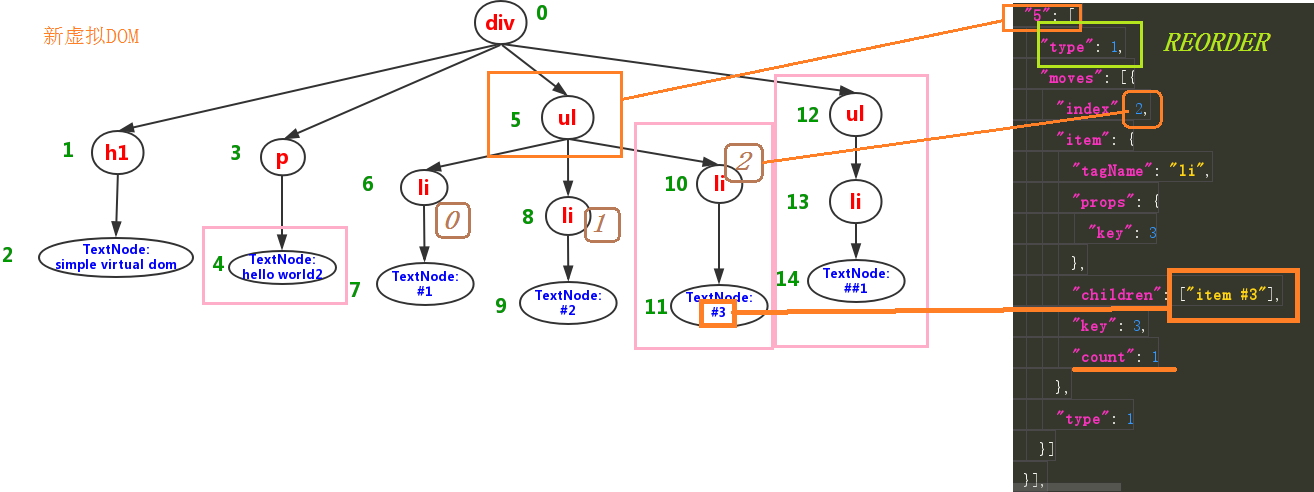 新虚拟DOM
div 0
1 h1
3 p
5 ul
12 ul
6 li 0
8 li 1
10 li 2
13 li
2 TextNode:
simple virtual dom
4 TextNode:
hello world2
7 TextNode:
#1
9 TextNode:
#2
11 TextNode:
#3
14 TextNode:
##1
"5": [
"type": 1,
REORDER
"moves": [{
"index" 2,
"item": {
"tagName": "li",
"props": {
"key": 3
},
"children": ["item #3"],
"key": 3,
"count": 1
},
"type": 1
}]
}],